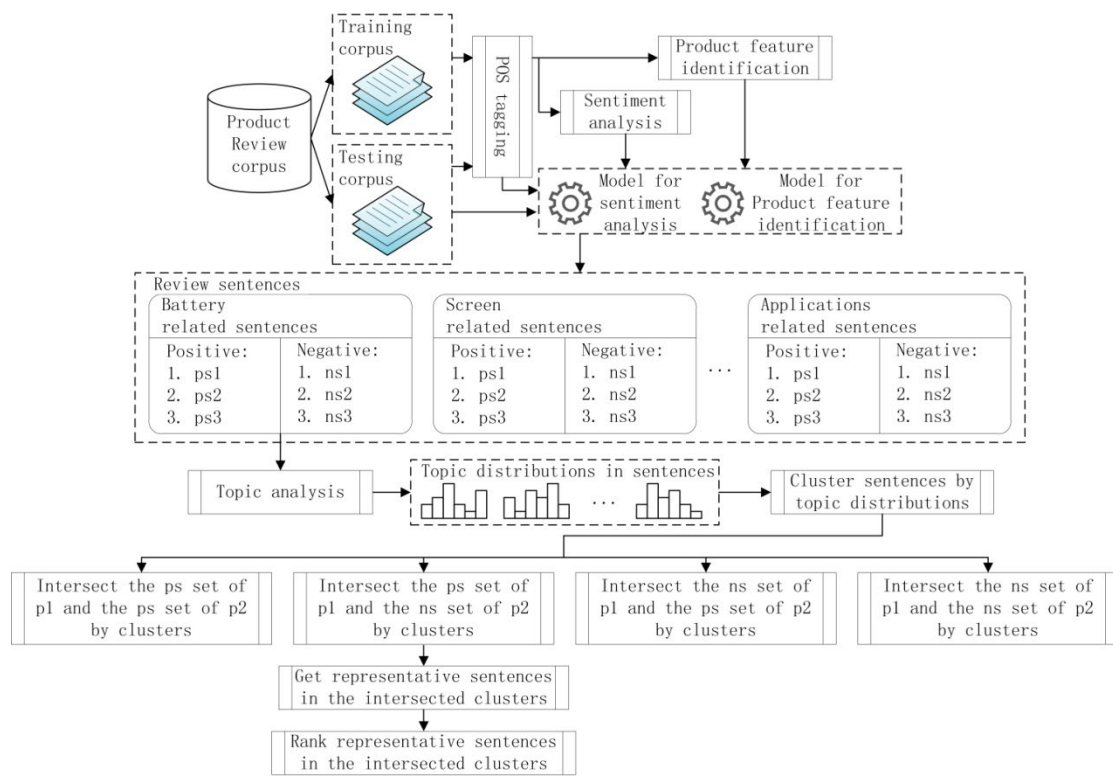 Training
corpus
Product
Review
corpus
Testing
corpus
POS tagging
Product feature
identification
Sentiment
analysis
Model for
sentiment
analysis
Model for
Product feature
identification
Review sentences
Battery
related sentences
Positive:
1. ps1
2. ps2
3. ps3
Negative:
1. ns1
2. ns2
3. ns3
Screen
related sentences
Positive:
1. ps1
2. ps2
3. ps3
Negative:
1. ns1
2. ns2
3. ns3
...
Applications
related sentences
Positive:
1. ps1
2. ps2
3. ps3
Negative:
1. ns1
2. ns2
3. ns3
Topic analysis
Topic distributions in sentences
...
Cluster sentences by
topic distributions
Intersect the ps set of
p1 and the ps set of p2
by clusters
Intersect the ps set of
p1 and the ns set of p2
by clusters
Intersect the ns set of
p1 and the ps set of p2
by clusters
Intersect the ns set of
p1 and the ns set of p2
by clusters
Get representative sentences
in the intersected clusters
Rank representative sentences
in the intersected clusters